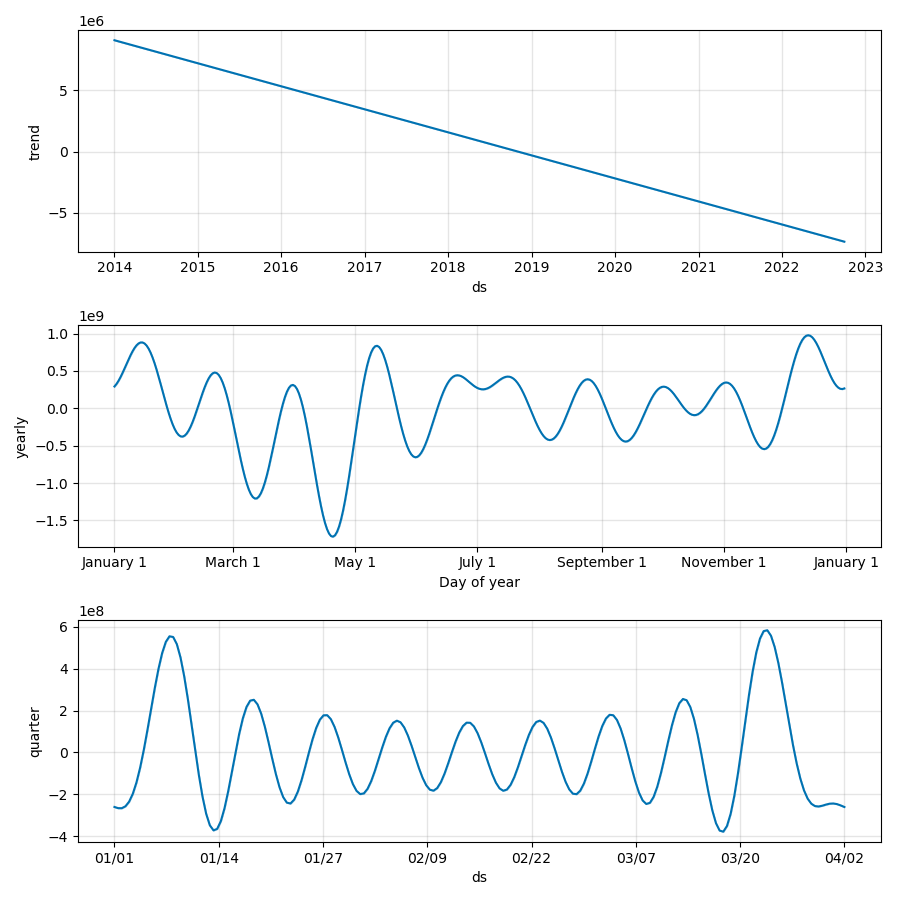 1e6
trend
5
0
−5
2014 2015 2016 2017 2018 2019 2020 2021 2022 2023
ds
1e9
yearly
1.0
0.5
0.0
−0.5
−1.0
−1.5
January 1 March 1 May 1 July 1 September 1 November 1 January 1
Day of year
1e8
quarter
6
4
2
0
−2
−4
01/01 01/14 01/27 02/09 02/22 03/07 03/20 04/02
ds